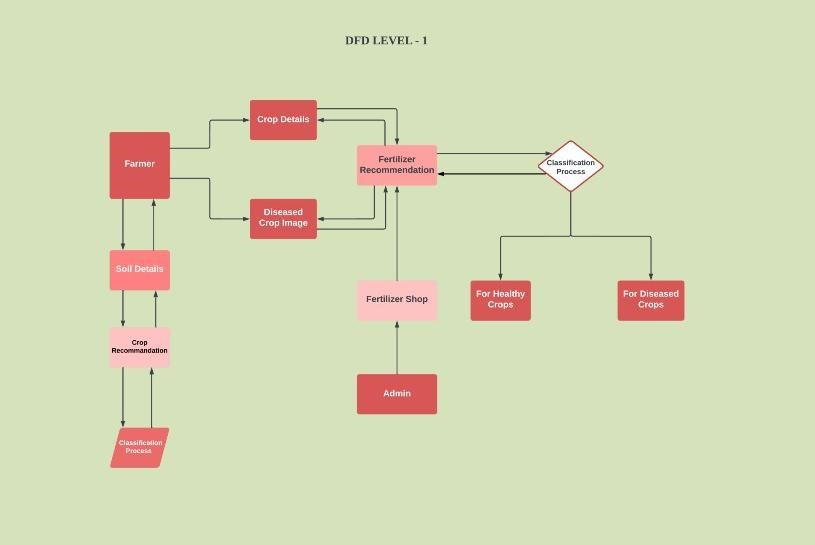 DFD LEVEL - 1
Crop Details
Farmer
Fertilizer
Recommendation
Classification
Process
Diseased
Crop Image
Soil Details
Fertilizer Shop
For Healthy
Crops
For Diseased
Crops
Crop
Recommandation
Admin
Classification
Process